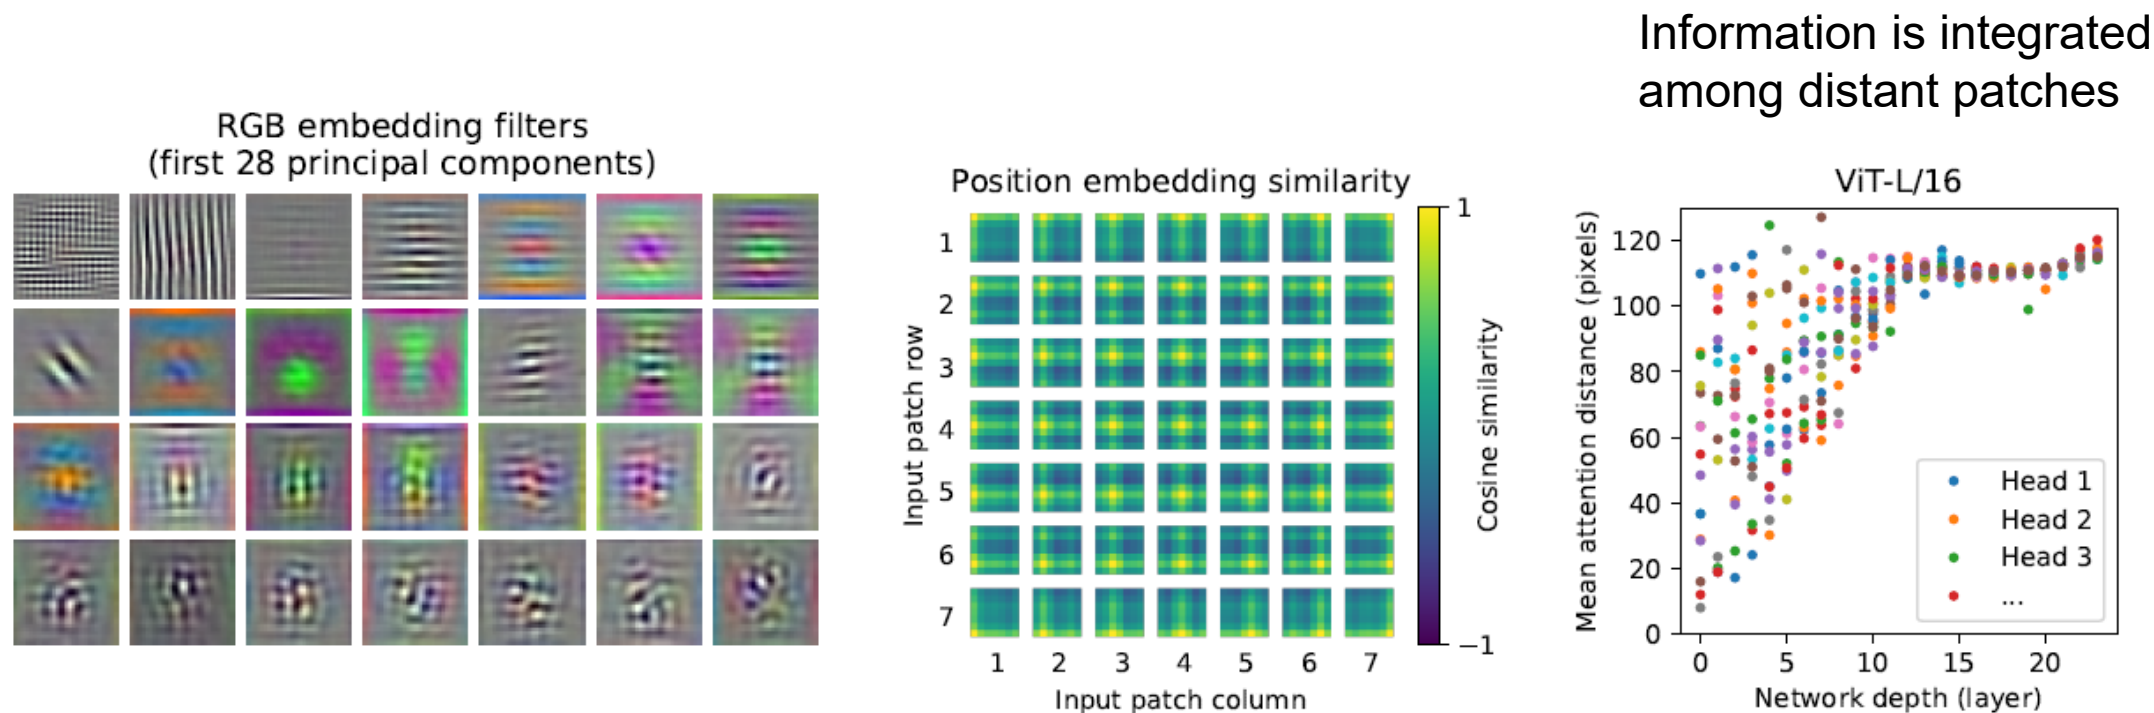 Information is integrated
among distant patches
RGB embedding filters
(first 28 principal components)
Position embedding similarity
Input patch row
1
2
3
4
5
6
7
1 2 3 4 5 6 7
Input patch column
1
−1
Cosine similarity
ViT-L/16
Mean attention distance (pixels)
120
100
80
60
40
20
0
Head 1
Head 2
Head 3
...
0 5 10 15 20
Network depth (layer)